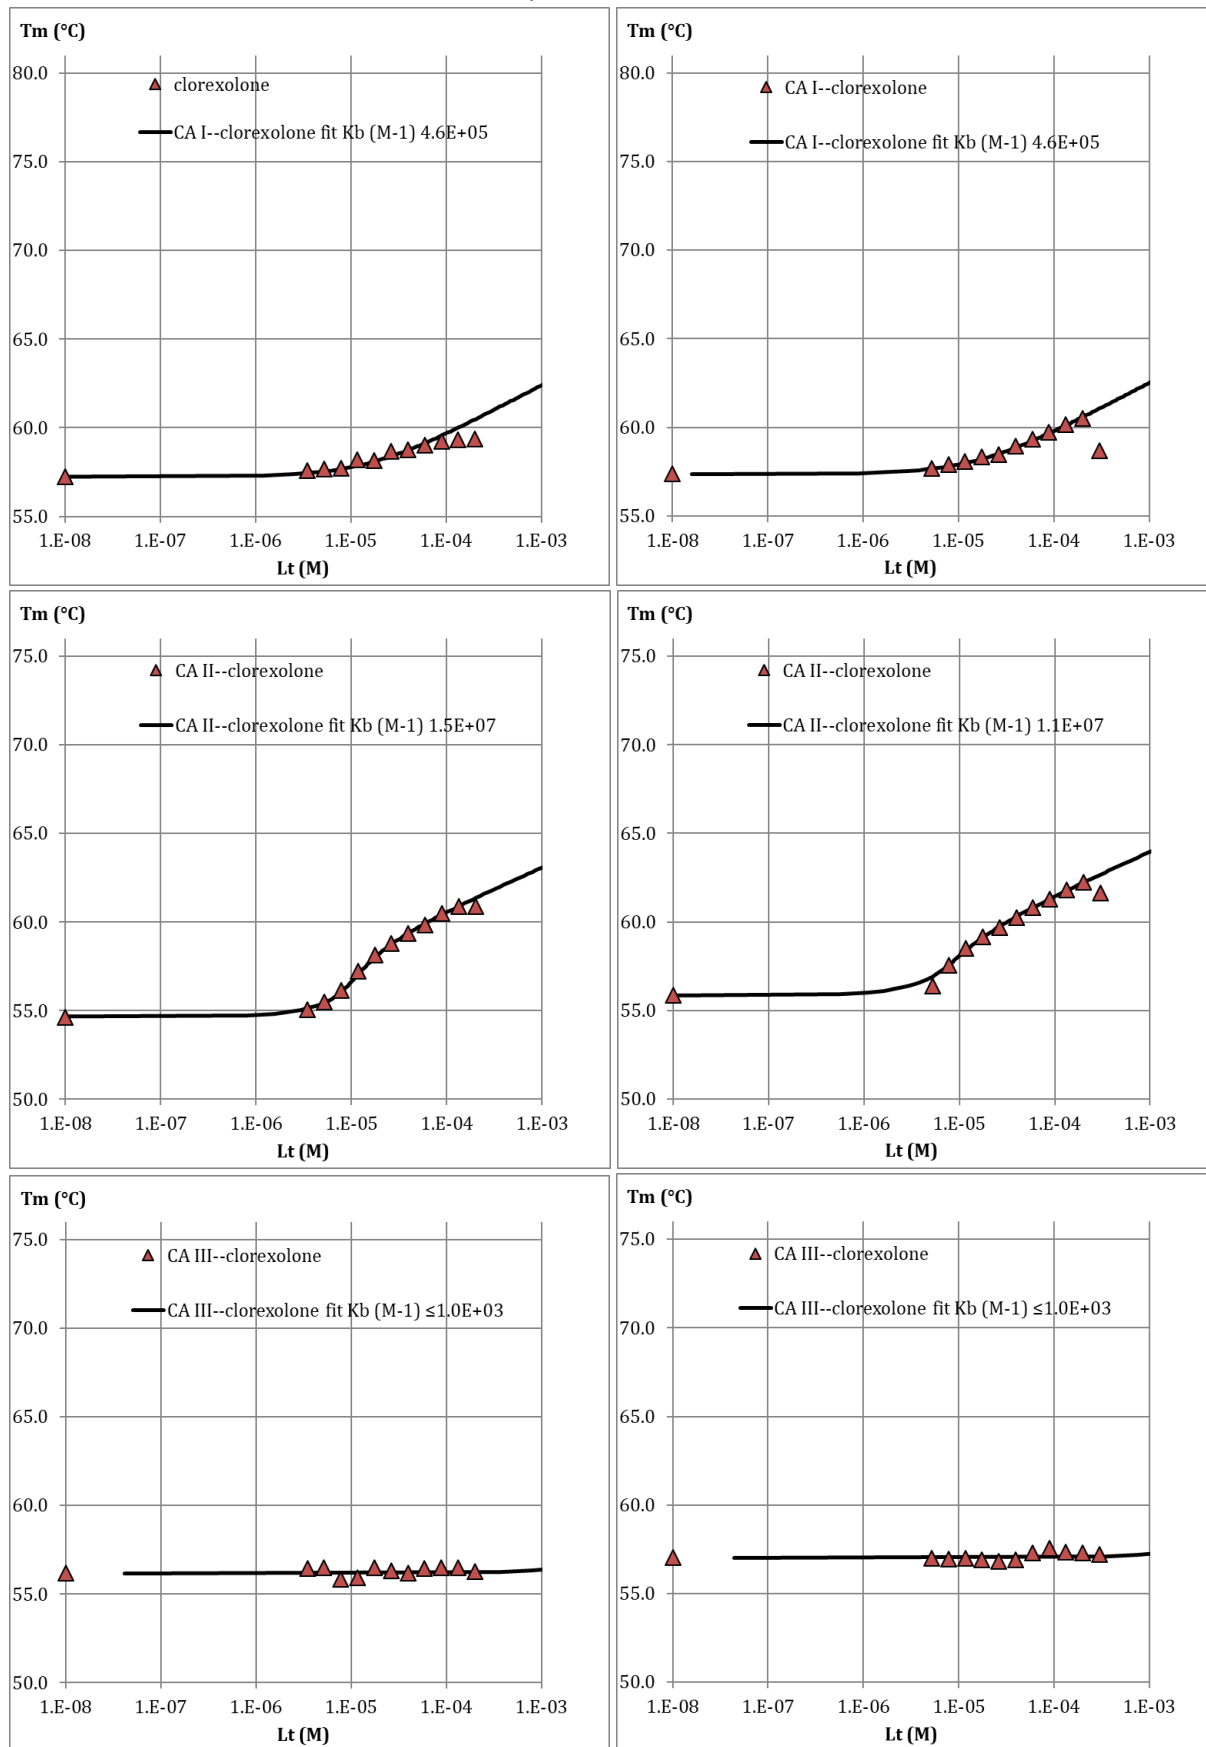 Tm (°C)
80.0
75.0
70.0
65.0
60.0
55.0
clorexolone
CA I--clorexolone fit Kb (M-1) 4.6E+05
1.E-08 1.E-07 1.E-06 1.E-05 1.E-04 1.E-03
Lt (M)
Tm (°C)
80.0
75.0
70.0
65.0
60.0
55.0
CA I--clorexolone
CA I--clorexolone fit Kb (M-1) 4.6E+05
1.E-08 1.E-07 1.E-06 1.E-05 1.E-04 1.E-03
Lt (M)
Tm (°C)
75.0
70.0
65.0
60.0
55.0
50.0
CA II--clorexolone
CA II--clorexolone fit Kb (M-1) 1.5E+07
1.E-08 1.E-07 1.E-06 1.E-05 1.E-04 1.E-03
Lt (M)
Tm (°C)
75.0
70.0
65.0
60.0
55.0
50.0
CA II--clorexolone
CA II--clorexolone fit Kb (M-1) 1.1E+07
1.E-08 1.E-07 1.E-06 1.E-05 1.E-04 1.E-03
Lt (M)
Tm (°C)
75.0
70.0
65.0
60.0
55.0
50.0
CA III--clorexolone
CA III--clorexolone fit Kb (M-1) ≤1.0E+03
1.E-08 1.E-07 1.E-06 1.E-05 1.E-04 1.E-03
Lt (M)
Tm (°C)
75.0
70.0
65.0
60.0
55.0
50.0
CA III--clorexolone
CA III--clorexolone fit Kb (M-1) ≤1.0E+03
1.E-08 1.E-07 1.E-06 1.E-05 1.E-04 1.E-03
Lt (M)